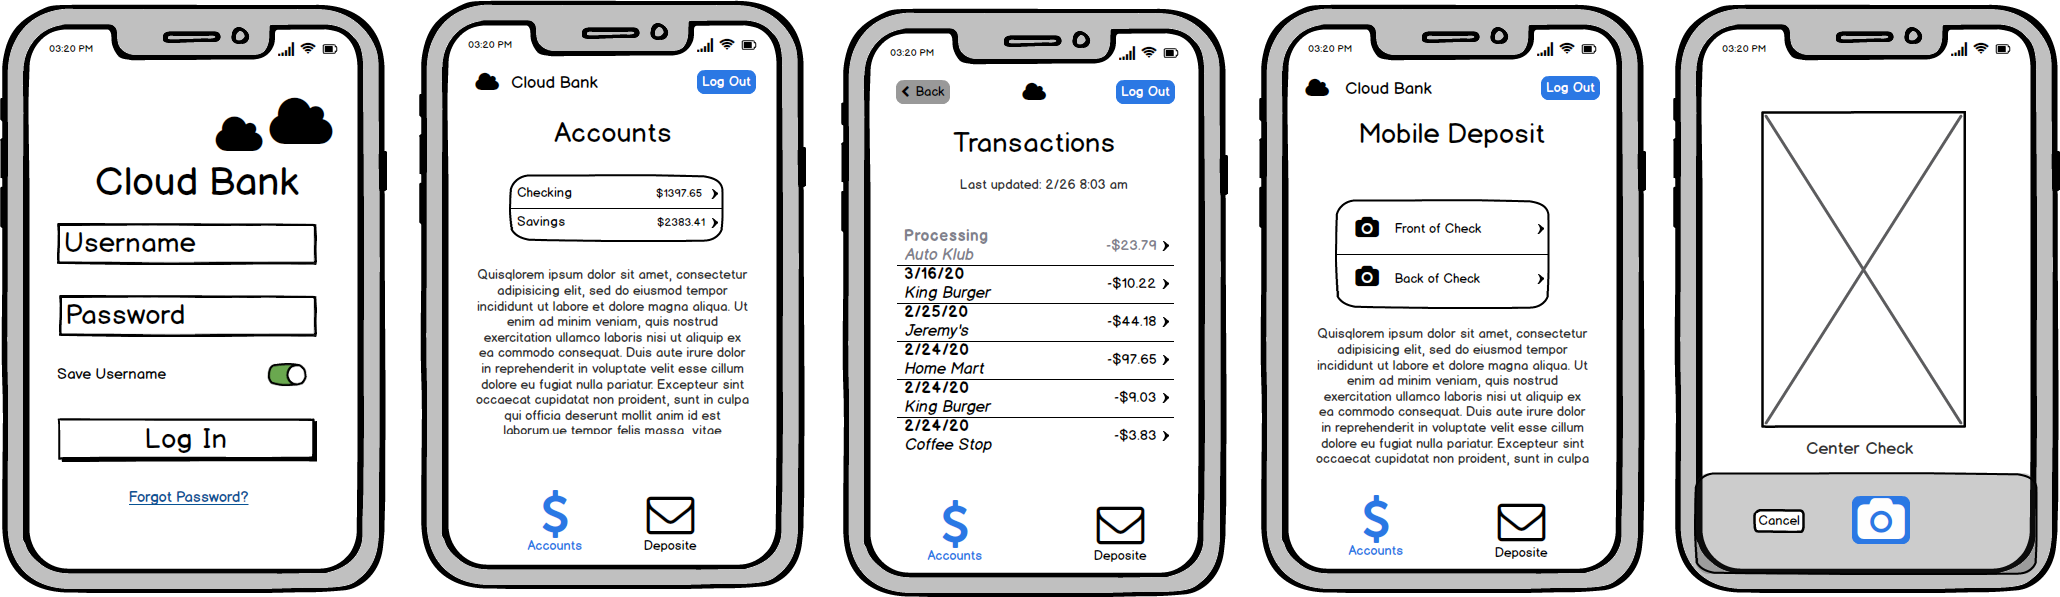 03:20 PM
Cloud Bank
Username
Password
Save Username
Log In
Forgot Password?
03:20 PM
Cloud Bank
Log Out
Accounts
Checking $1397.65
Savings $2383.41
Quisqlorem ipsum dolor sit amet, consectetur
adipisicing elit, sed do eiusmod tempor
incididunt ut labore et dolore magna aliqua. Ut
enim ad minim veniam, quis nostrud
exercitation ullamco laboris nisi ut aliquip ex
ea commodo consequat. Duis aute irure dolor
in reprehenderit in voluptate velit esse cillum
dolore eu fugiat nulla pariatur. Excepteur sint
occaecat cupidatat non proident, sunt in culpa
qui officia deserunt mollit anim id est
laborum ue tempor felis massa, vitae
Accounts
Deposite
03:20 PM
Back
Log Out
Transactions
Last updated: 2/26 8:03 am
Processing
Auto Klub
-$23.79
3/16/20
King Burger
-$10.22
2/25/20
Jeremy's
-$44.18
2/24/20
Home Mart
-$97.65
2/24/20
King Burger
-$9.03
2/24/20
Coffee Stop
-$3.83
Accounts
Deposite
03:20 PM
Cloud Bank
Log Out
Mobile Deposit
Front of Check
Back of Check
Quisqlorem ipsum dolor sit amet, consectetur
adipisicing elit, sed do eiusmod tempor
incididunt ut labore et dolore magna aliqua. Ut
enim ad minim veniam, quis nostrud
exercitation ullamco laboris nisi ut aliquip ex
ea commodo consequat. Duis aute irure dolor
in reprehenderit in voluptate velit esse cillum
dolore eu fugiat nulla pariatur. Excepteur sint
occaecat cupidatat non proident, sunt in culpa
Accounts
Deposite
03:20 PM
Center Check
Cancel